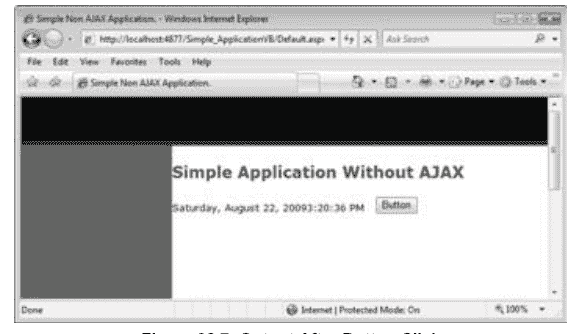 Simple Non AJAX Application. - Windows Internet Explorer
http://localhost:4877/Simple_ApplicationVB/Default.asp
Ask Search
File Edit View Favorites Tools Help
Simple Non AJAX Application.
Page Tools
Simple Application Without AJAX
Saturday, August 22, 20093:20:36 PM Button
Done
Internet | Protected Mode: On
100%